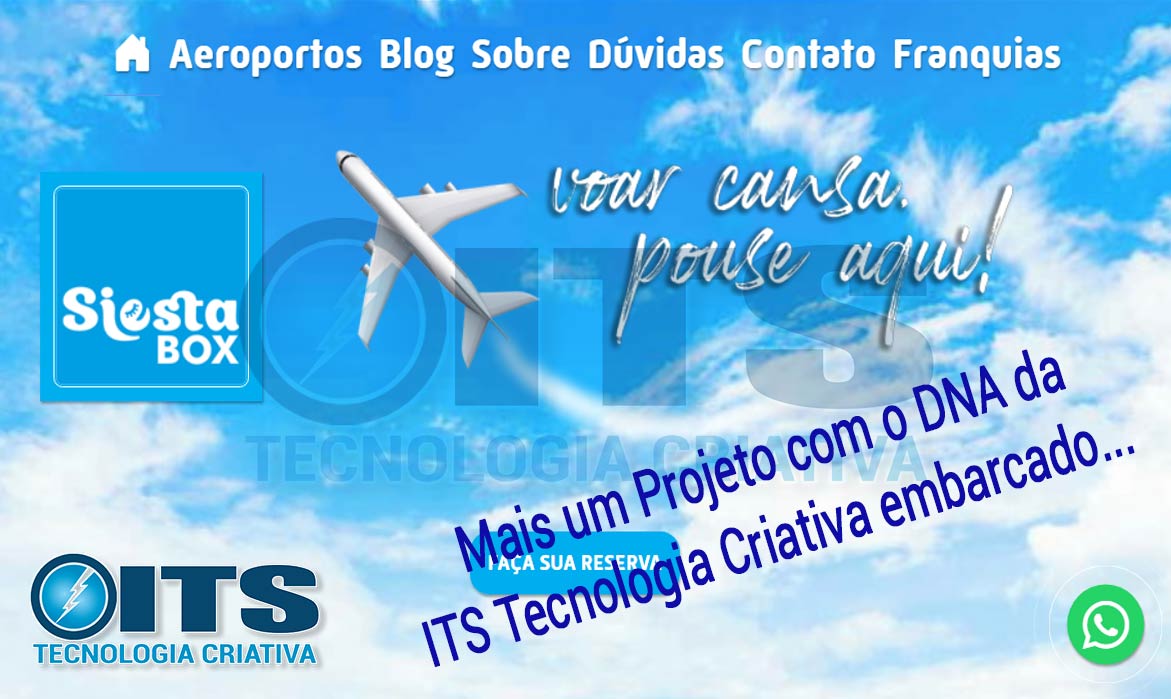 Aeroportos Blog Sobre Dúvidas Contato Franquias
voar cansa.
pouse aqui!
Siesta
BOX
ITS
TECNOLOGIA CRIATIVA
Mais um Projeto com o DNA da
ITS Tecnologia Criativa embarcado...
FAÇA SUA RESERVA
ITS
TECNOLOGIA CRIATIVA